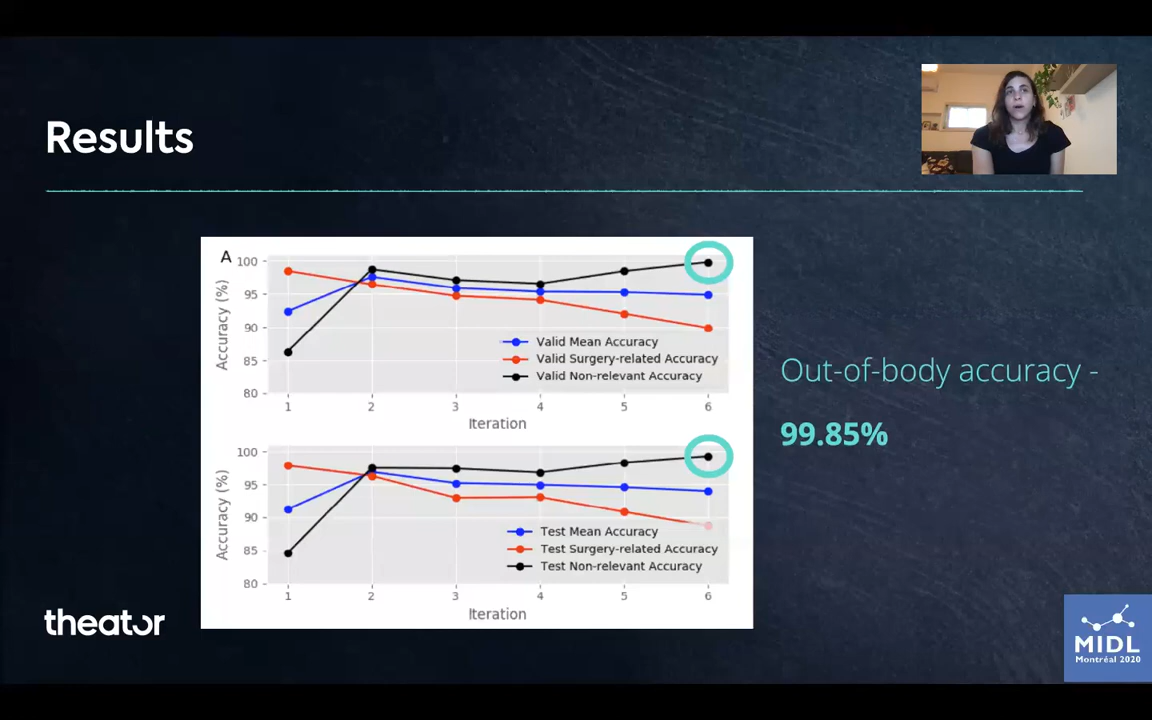 Results
A
100
95
90
85
80
Accuracy (%)
1 2 3 4 5 6
Iteration
Valid Mean Accuracy
Valid Surgery-related Accuracy
Valid Non-relevant Accuracy
100
95
90
85
80
Accuracy (%)
1 2 3 4 5 6
Iteration
Test Mean Accuracy
Test Surgery-related Accuracy
Test Non-relevant Accuracy
Out-of-body accuracy -
99.85%
theator
MIDL
Montréal 2020